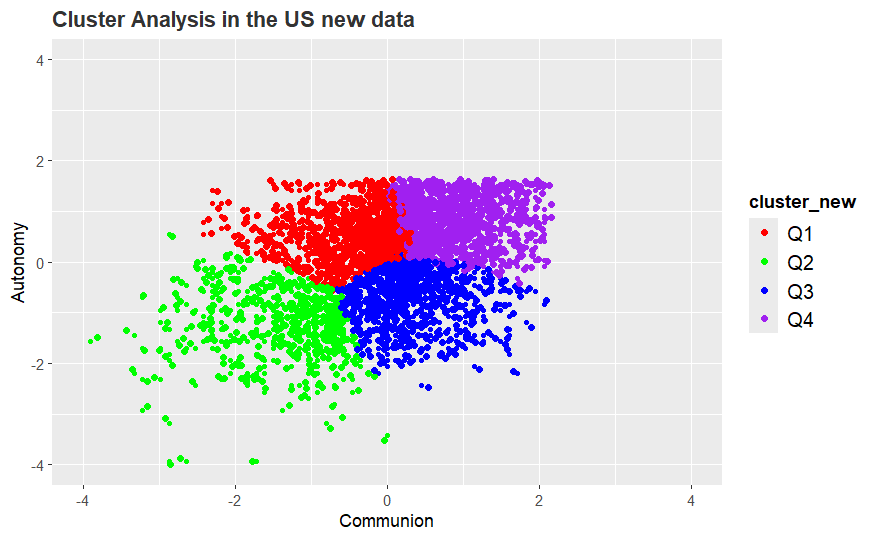 Cluster Analysis in the US new data
4
2
0
-2
-4
Autonomy
-4
-2
0
2
4
Communion
cluster_new
Q1
Q2
Q3
Q4